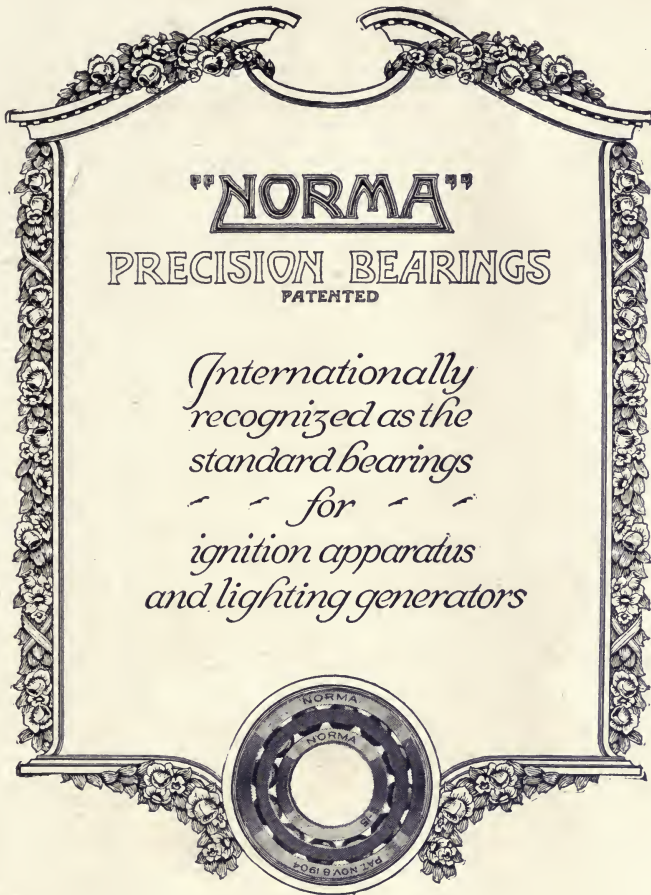 "NORMA"
PRECISION BEARINGS
PATENTED
Internationally
recognized as the
standard bearings
for
ignition apparatus
and lighting generators
NORMA
NORMA
15
PAT. NOV. 8 1904